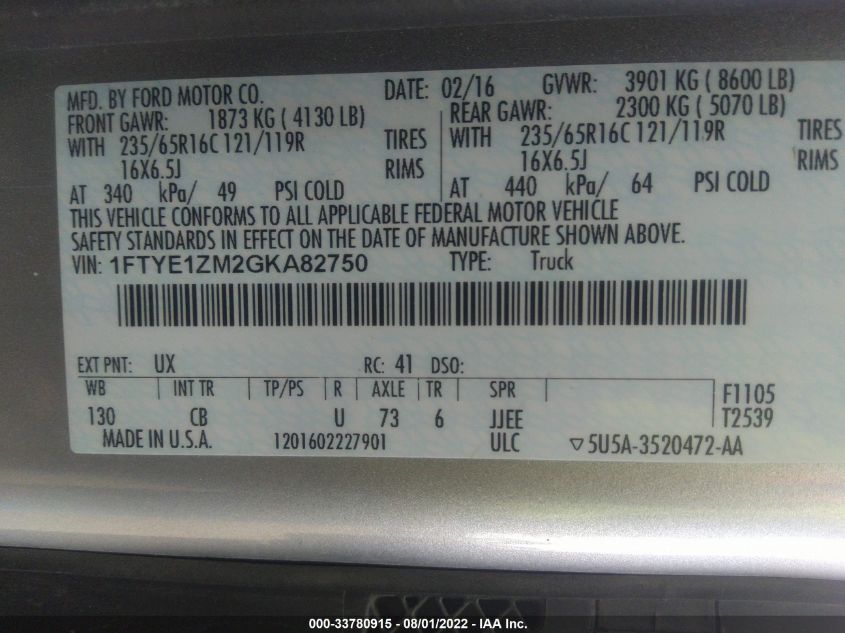 MFD. BY FORD MOTOR CO. DATE: 02/16 GVWR: 3901 KG ( 8600 LB)
FRONT GAWR: 1873 KG ( 4130 LB) REAR GAWR: 2300 KG ( 5070 LB)
WITH 235/65R16C 121/119R TIRES WITH 235/65R16C 121/119R TIRES
16X6.5J RIMS 16X6.5J RIMS
AT 340 kPa/ 49 PSI COLD AT 440 kPa/ 64 PSI COLD
THIS VEHICLE CONFORMS TO ALL APPLICABLE FEDERAL MOTOR VEHICLE
SAFETY STANDARDS IN EFFECT ON THE DATE OF MANUFACTURE SHOWN ABOVE.
VIN: 1FTYE1ZM2GKA82750 TYPE: Truck
EXT PNT: UX RC: 41 DSO:
WB INT TR TP/PS R AXLE TR SPR F1105
130 CB U 73 6 JJEE T2539
MADE IN U.S.A. 1201602227901 ULC ▽5U5A-3520472-AA
000-33780915 - 08/01/2022 - IAA Inc.